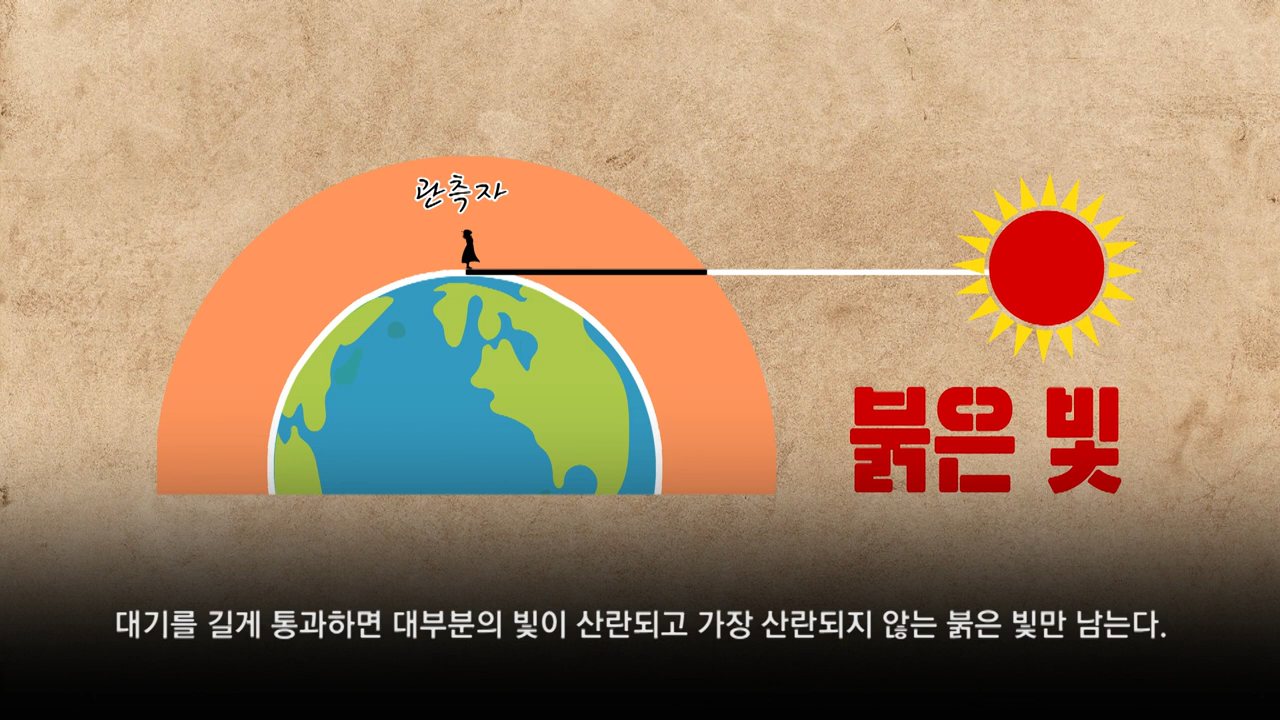 관측자
붉은 빛
대기를 길게 통과하면 대부분의 빛이 산란되고 가장 산란되지 않는 붉은 빛만 남는다.